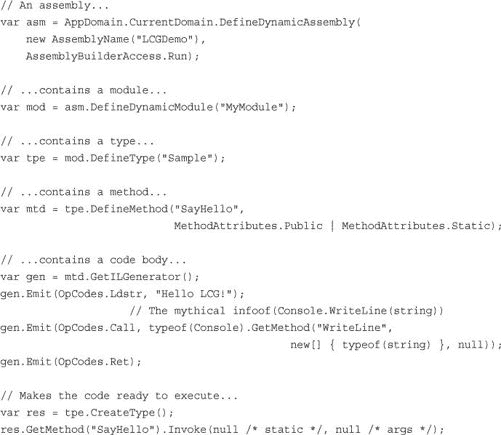 // An assembly...
var asm = AppDomain.CurrentDomain.DefineDynamicAssembly(
    new AssemblyName("LCGDemo"),
    AssemblyBuilderAccess.Run);

// ...contains a module...
var mod = asm.DefineDynamicModule("MyModule");

// ...contains a type...
var tpe = mod.DefineType("Sample");

// ...contains a method...
var mtd = tpe.DefineMethod("SayHello",
                           MethodAttributes.Public | MethodAttributes.Static);

// ...contains a code body...
var gen = mtd.GetILGenerator();
gen.Emit(OpCodes.Ldstr, "Hello LCG!");
                    // The mythical infoof(Console.WriteLine(string))
gen.Emit(OpCodes.Call, typeof(Console).GetMethod("WriteLine",
                                             new[] { typeof(string) }, null));
gen.Emit(OpCodes.Ret);

// Makes the code ready to execute...
var res = tpe.CreateType();
res.GetMethod("SayHello").Invoke(null /* static */, null /* args */);